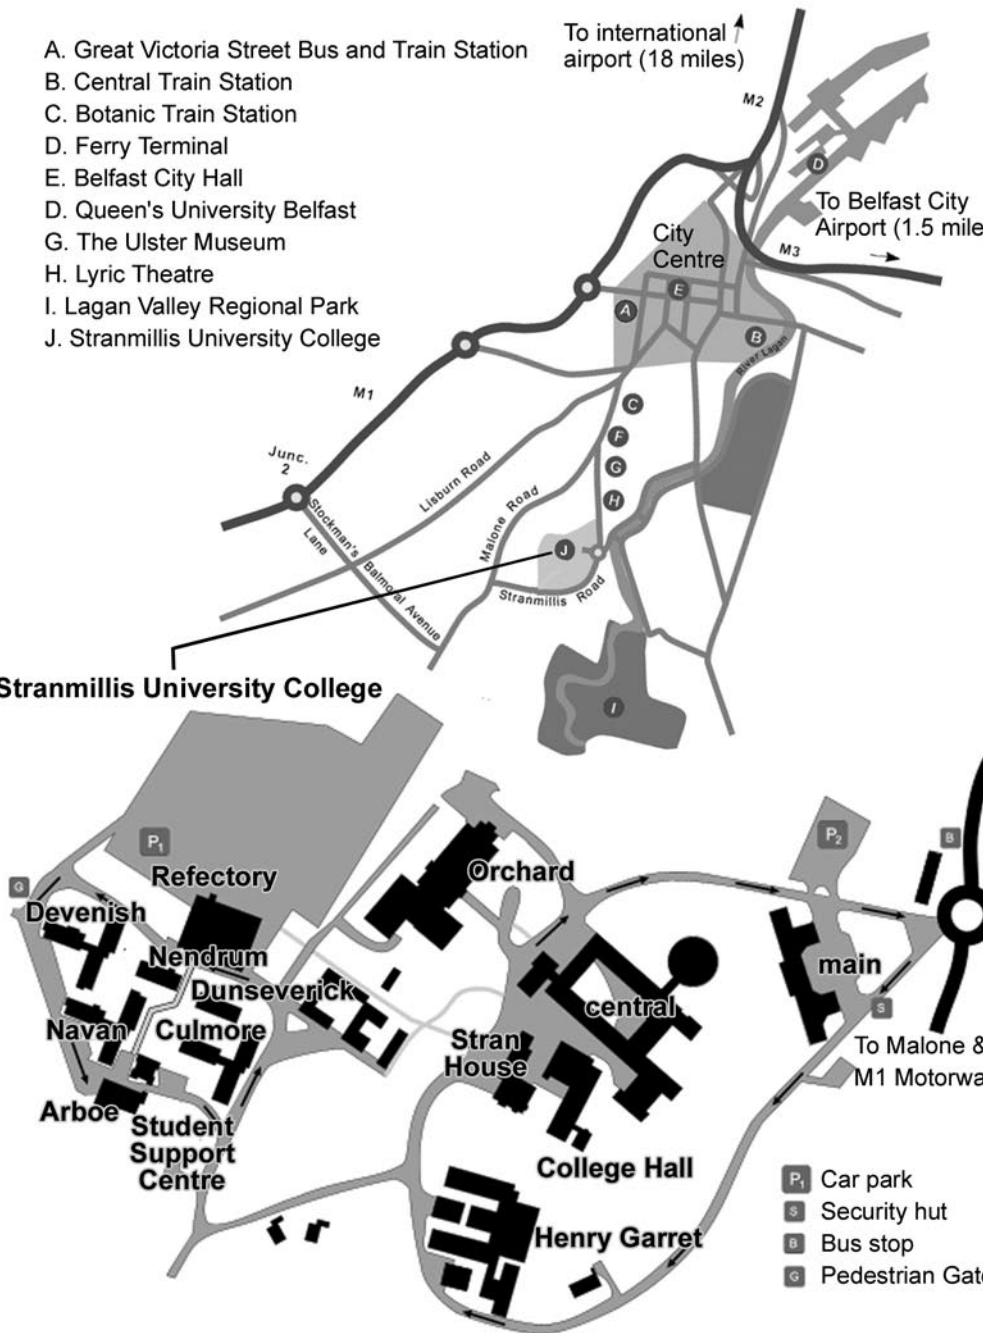 To international
airport (18 miles)
A. Great Victoria Street Bus and Train Station
B. Central Train Station
C. Botanic Train Station
D. Ferry Terminal
E. Belfast City Hall
D. Queen's University Belfast
G. The Ulster Museum
H. Lyric Theatre
I. Lagan Valley Regional Park
J. Stranmillis University College
M2
D
To Belfast City
Airport (1.5 mile
M3
City
Centre
E
A
B
River Lagan
M1
C
F
G
H
Junc.
2
Lisburn Road
Malone Road
Stockman's
Lane
Balmoral Avenue
J
Stranmillis Road
I
Stranmillis University College
P1
P2
B
G
Refectory
Orchard
Devenish
Nendrum
Dunseverick
main
central
S
Navan
Culmore
Stran
House
To Malone &
M1 Motorwa
Arboe
Student
Support
Centre
College Hall
Henry Garret
P1 Car park
S Security hut
B Bus stop
G Pedestrian Gat